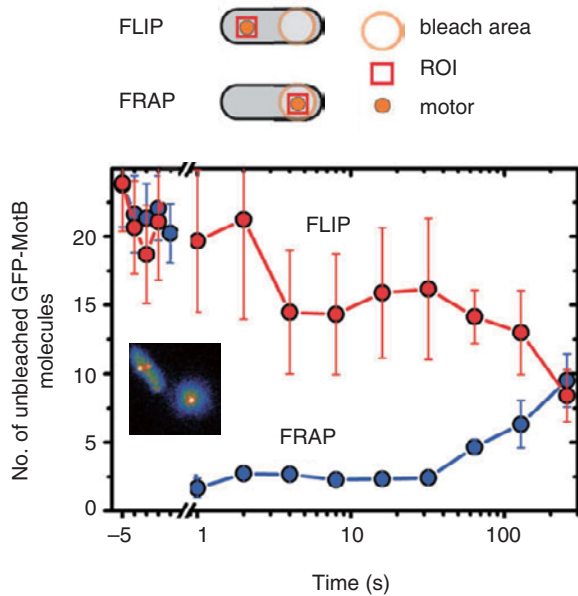 FLIP
bleach area
ROI
FRAP
motor
No. of unbleached GFP-MotB
molecules
20
15
10
5
0
FLIP
FRAP
–5
1
10
100
Time (s)